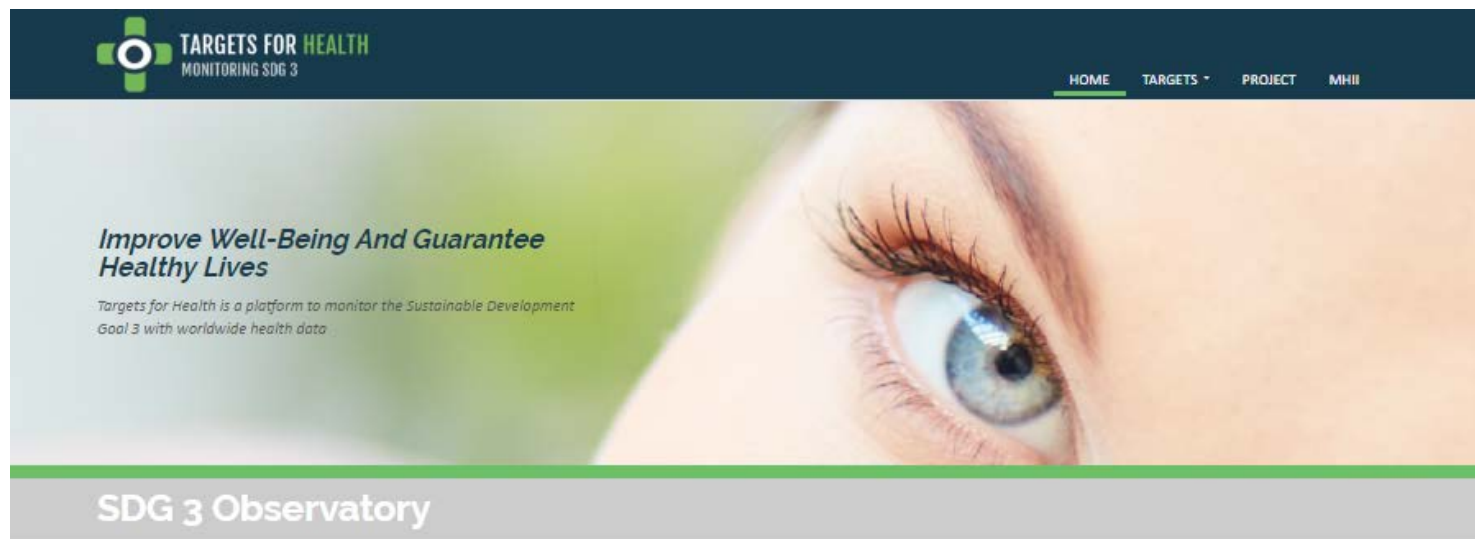 TARGETS FOR HEALTH
MONITORING SDG 3
HOME TARGETS PROJECT MHII
Improve Well-Being And Guarantee
Healthy Lives
Targets for Health is a platform to monitor the Sustainable Development
Goal 3 with worldwide health data
SDG 3 Observatory